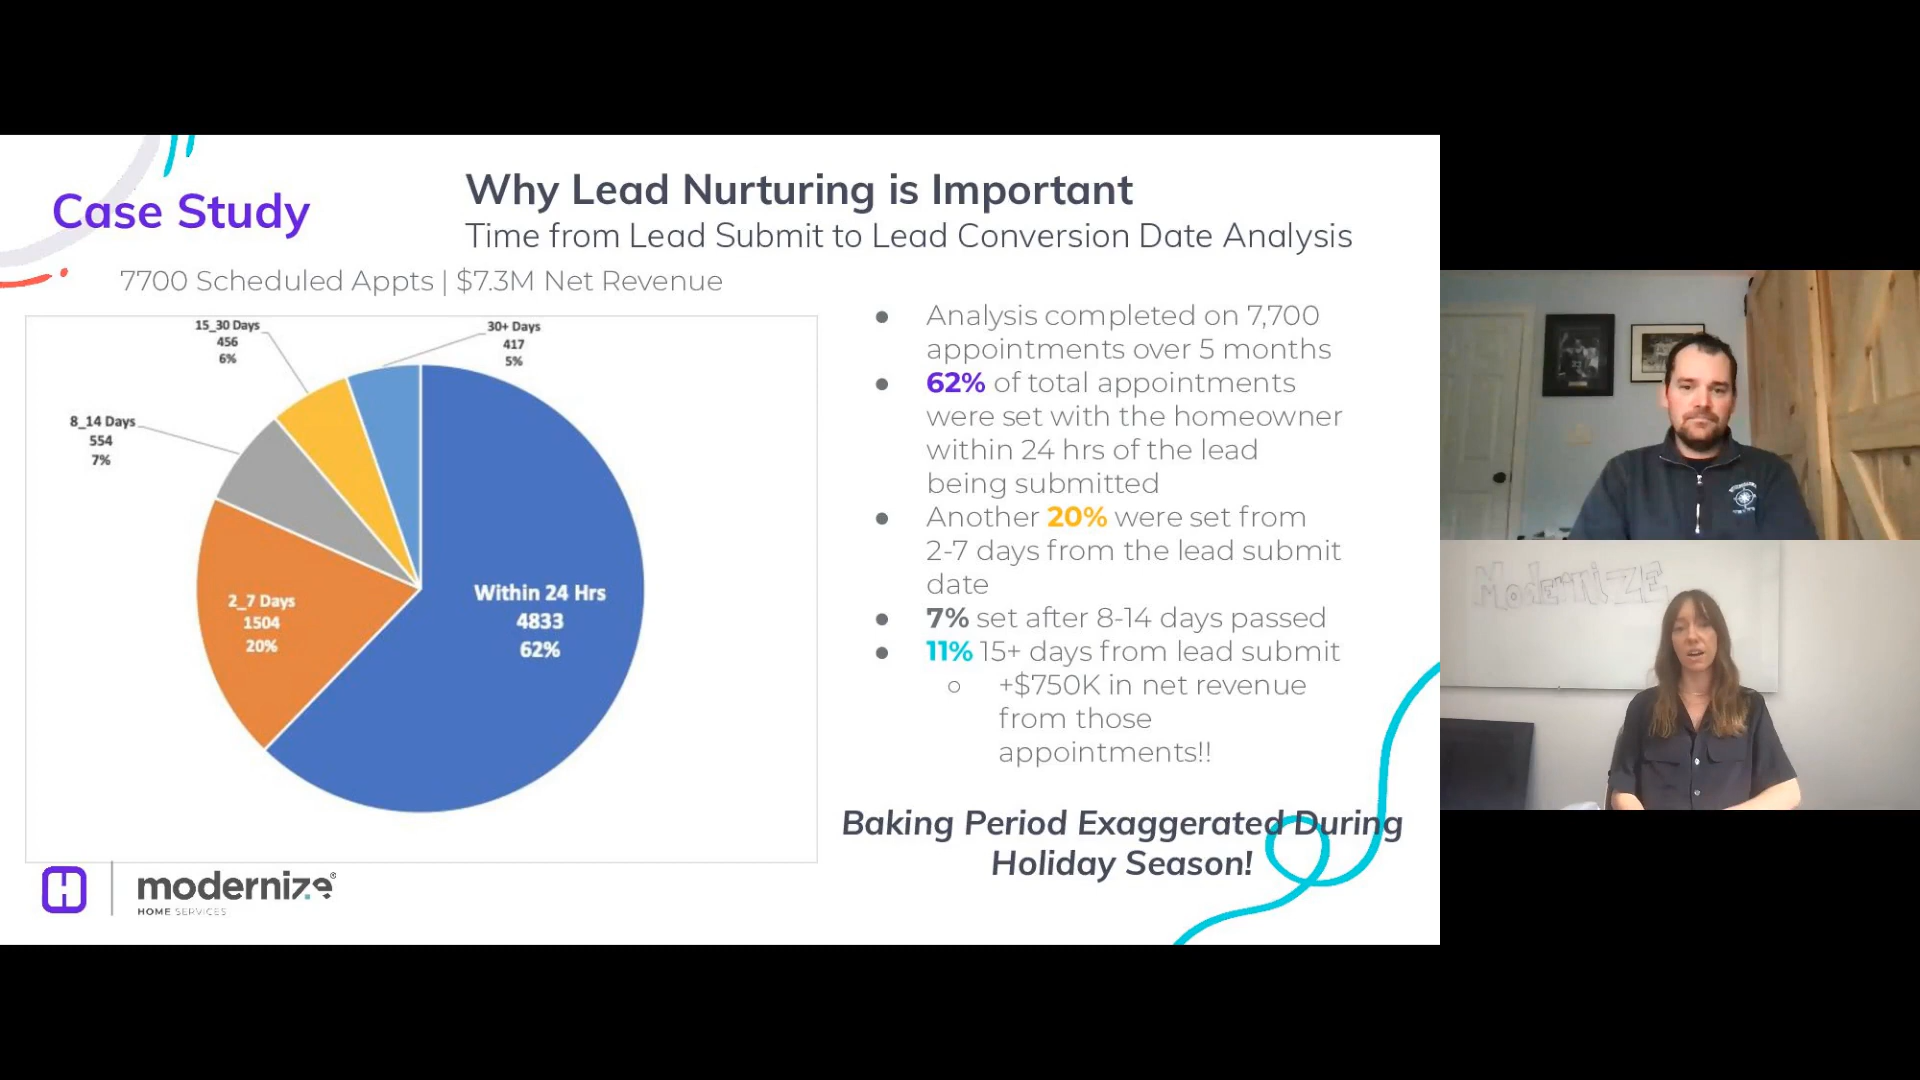 Case Study
Why Lead Nurturing is Important
Time from Lead Submit to Lead Conversion Date Analysis
7700 Scheduled Appts | $7.3M Net Revenue
15_30 Days
456
6%
30+ Days
417
5%
8_14 Days
554
7%
2_7 Days
1504
20%
Within 24 Hrs
4833
62%
● Analysis completed on 7,700
appointments over 5 months
● 62% of total appointments
were set with the homeowner
within 24 hrs of the lead
being submitted
● Another 20% were set from
2-7 days from the lead submit
date
● 7% set after 8-14 days passed
● 11% 15+ days from lead submit
○ +$750K in net revenue
from those
appointments!!
Baking Period Exaggerated During
Holiday Season!
modernize®
HOME SERVICES
MODERNIZE